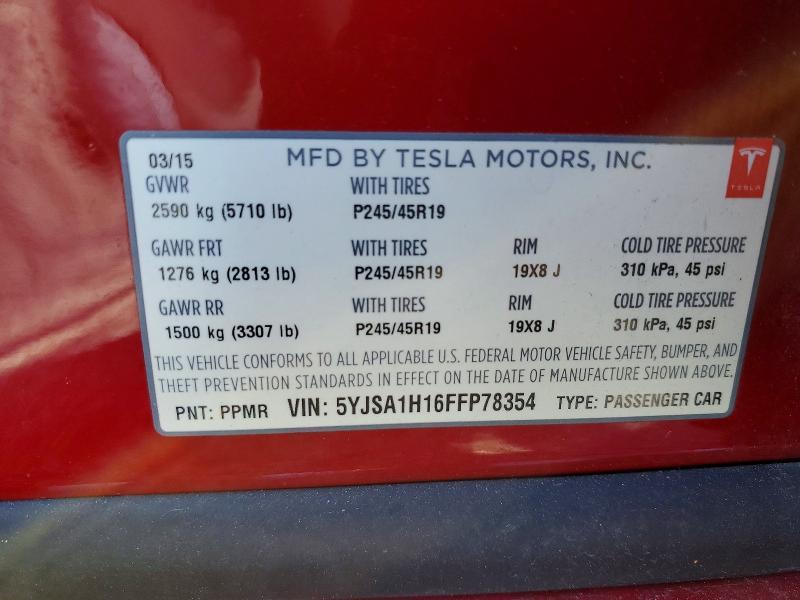 03/15 MFD BY TESLA MOTORS, INC.
TESLA
GVWR WITH TIRES
2590 kg (5710 lb) P245/45R19
GAWR FRT WITH TIRES RIM COLD TIRE PRESSURE
1276 kg (2813 lb) P245/45R19 19X8 J 310 kPa, 45 psi
GAWR RR WITH TIRES RIM COLD TIRE PRESSURE
1500 kg (3307 lb) P245/45R19 19X8 J 310 kPa, 45 psi
THIS VEHICLE CONFORMS TO ALL APPLICABLE U.S. FEDERAL MOTOR VEHICLE SAFETY, BUMPER, AND
THEFT PREVENTION STANDARDS IN EFFECT ON THE DATE OF MANUFACTURE SHOWN ABOVE.
PNT: PPMR VIN: 5YJSA1H16FFP78354 TYPE: PASSENGER CAR